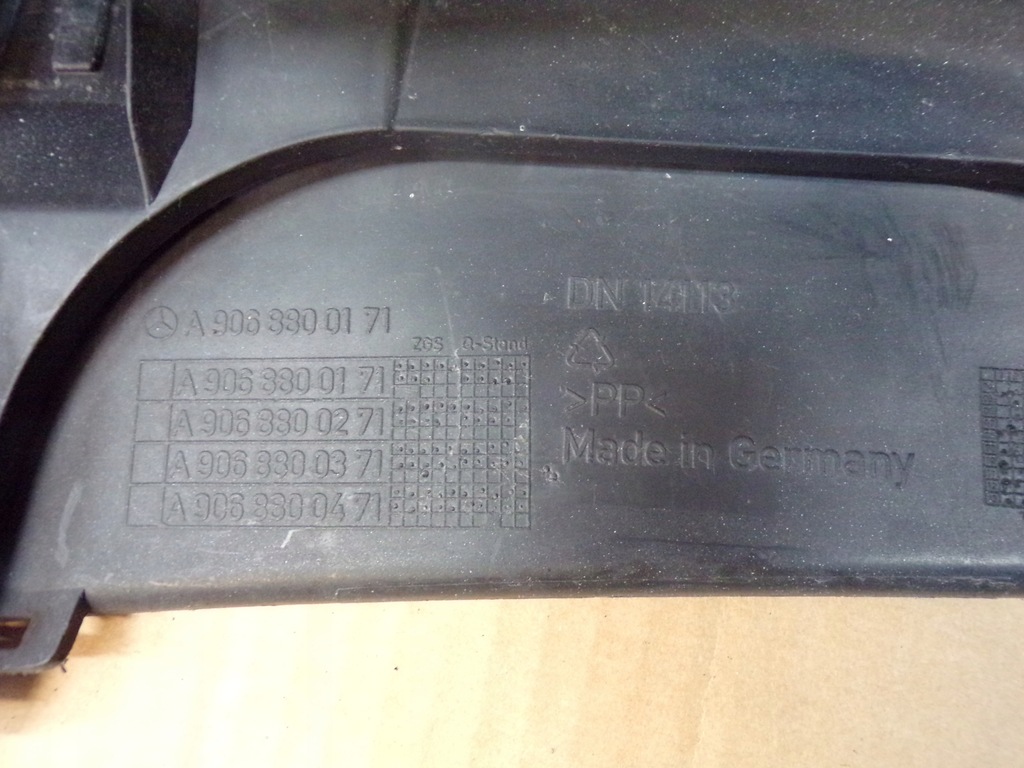 A 906 880 01 71
ZGS Q-Stand
A 906 880 01 71
A 906 880 02 71
A 906 880 03 71
A 906 880 04 71
DN 14113
>PP<
Made in Germany